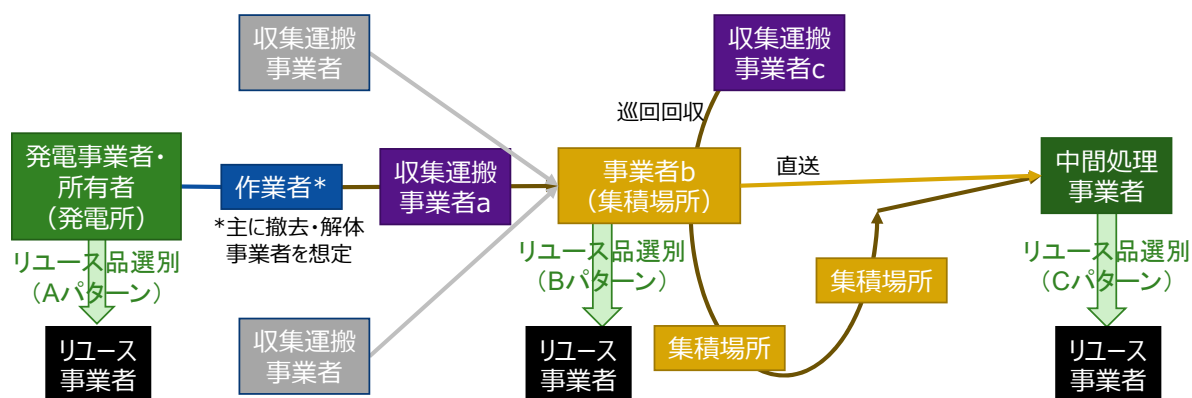 収集運搬
事業者
収集運搬
事業者c
巡回回収
発電事業者・
所有者
（発電所）
作業者*
*主に撤去・解体
事業者を想定
収集運搬
事業者a
事業者b
（集積場所）
直送
中間処理
事業者
リユース品選別
（Aパターン）
リユース品選別
（Bパターン）
集積場所
リユース品選別
（Cパターン）
リユース
事業者
収集運搬
事業者
リユース
事業者
集積場所
リユース
事業者